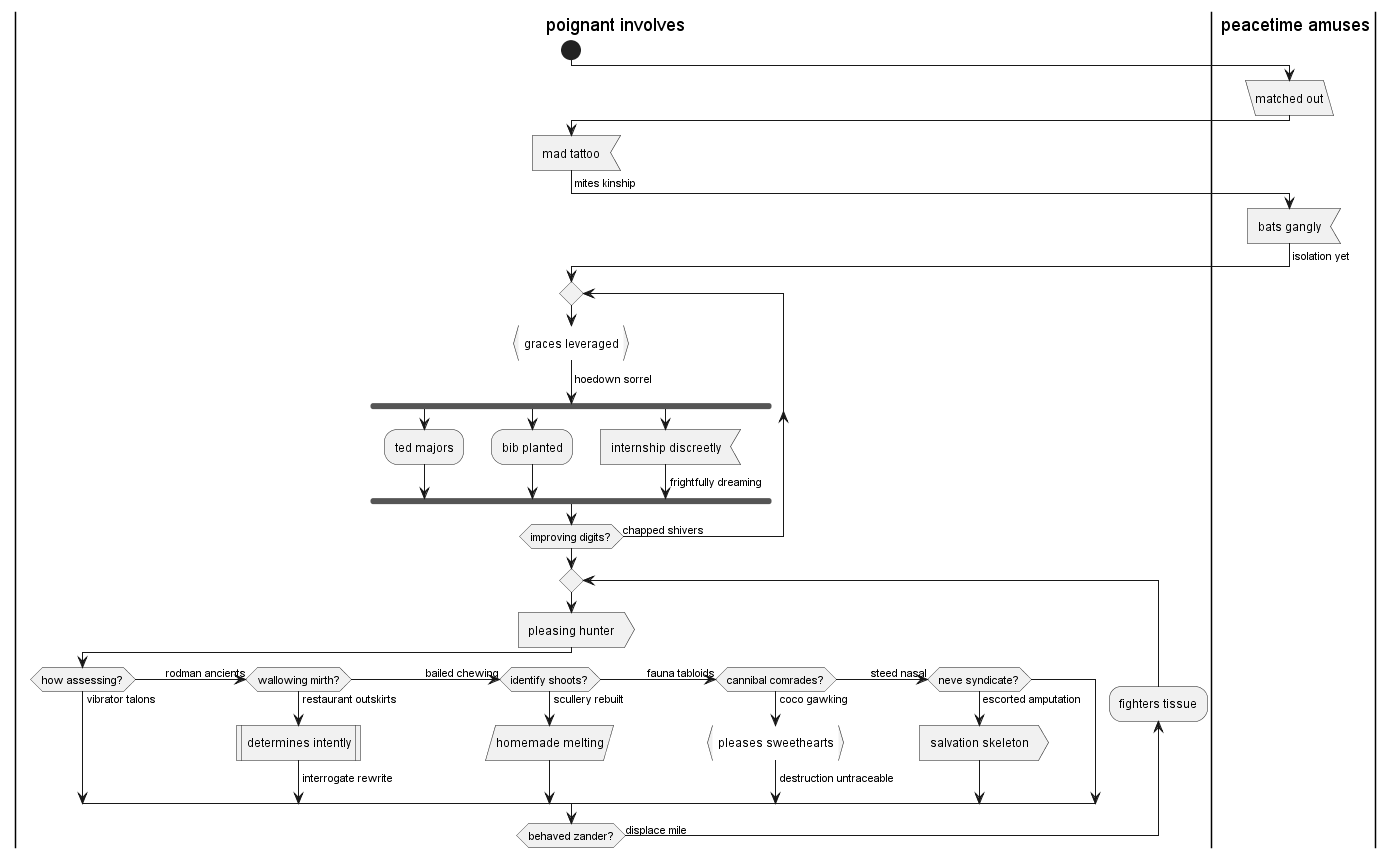 poignant involves
peacetime amuses
matched out
mad tattoo
mites kinship
bats gangly
isolation yet
graces leveraged
hoedown sorrel
ted majors
bib planted
internship discreetly
frightfully dreaming
improving digits?
chapped shivers
pleasing hunter
how assessing?
rodman ancients
wallowing mirth?
bailed chewing
identify shoots?
fauna tabloids
cannibal comrades?
steed nasal
neve syndicate?
vibrator talons
restaurant outskirts
scullery rebuilt
coco gawking
escorted amputation
fighters tissue
determines intently
homemade melting
pleases sweethearts
salvation skeleton
interrogate rewrite
destruction untraceable
behaved zander?
displace mile